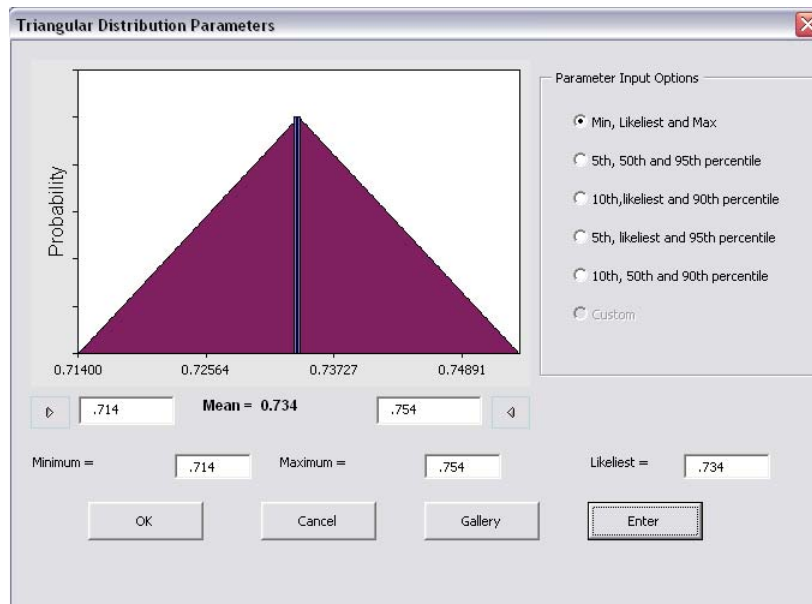 Triangular Distribution Parameters
Probability
0.71400 0.72564 0.73727 0.74891
.714 Mean = 0.734 .754
Minimum = .714 Maximum = .754 Likeliest = .734
OK Cancel Gallery Enter
Parameter Input Options
Min, Likeliest and Max
5th, 50th and 95th percentile
10th,likeliest and 90th percentile
5th, likeliest and 95th percentile
10th, 50th and 90th percentile
Custom